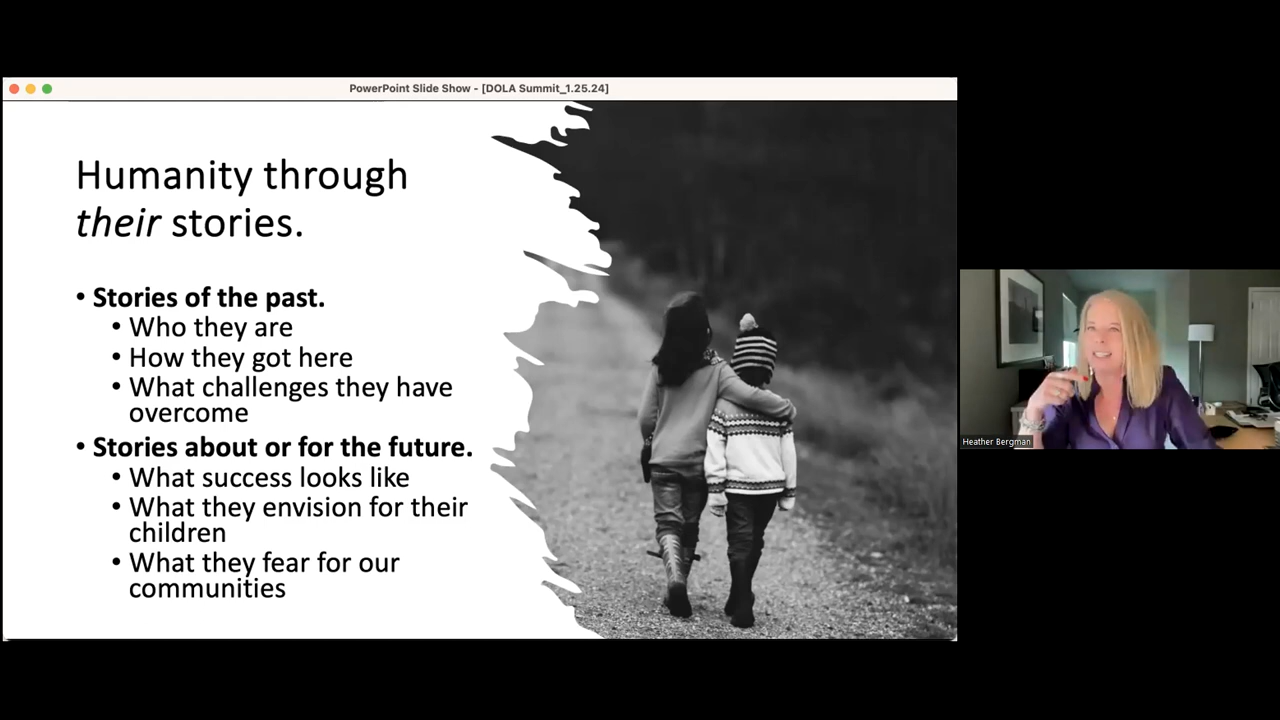 PowerPoint Slide Show - [DOLA Summit_1.25.24]
Humanity through
their stories.
• Stories of the past.
• Who they are
• How they got here
• What challenges they have
overcome
• Stories about or for the future.
• What success looks like
• What they envision for their
children
• What they fear for our
communities
Heather Bergman